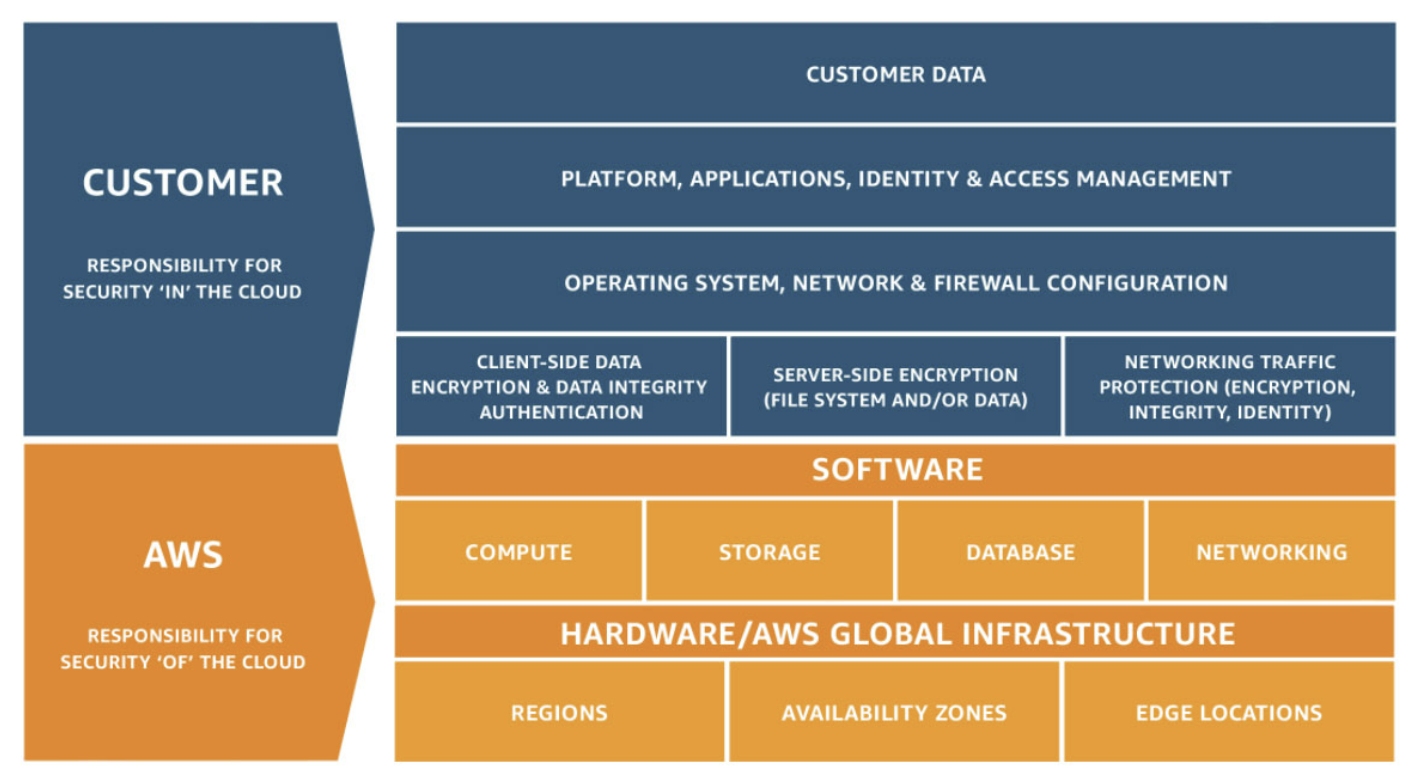 CUSTOMER
RESPONSIBILITY FOR
SECURITY ‘IN’ THE CLOUD
CUSTOMER DATA
PLATFORM, APPLICATIONS, IDENTITY & ACCESS MANAGEMENT
OPERATING SYSTEM, NETWORK & FIREWALL CONFIGURATION
CLIENT-SIDE DATA
ENCRYPTION & DATA INTEGRITY
AUTHENTICATION
SERVER-SIDE ENCRYPTION
(FILE SYSTEM AND/OR DATA)
NETWORKING TRAFFIC
PROTECTION (ENCRYPTION,
INTEGRITY, IDENTITY)
AWS
RESPONSIBILITY FOR
SECURITY ‘OF’ THE CLOUD
SOFTWARE
COMPUTE
STORAGE
DATABASE
NETWORKING
HARDWARE/AWS GLOBAL INFRASTRUCTURE
REGIONS
AVAILABILITY ZONES
EDGE LOCATIONS